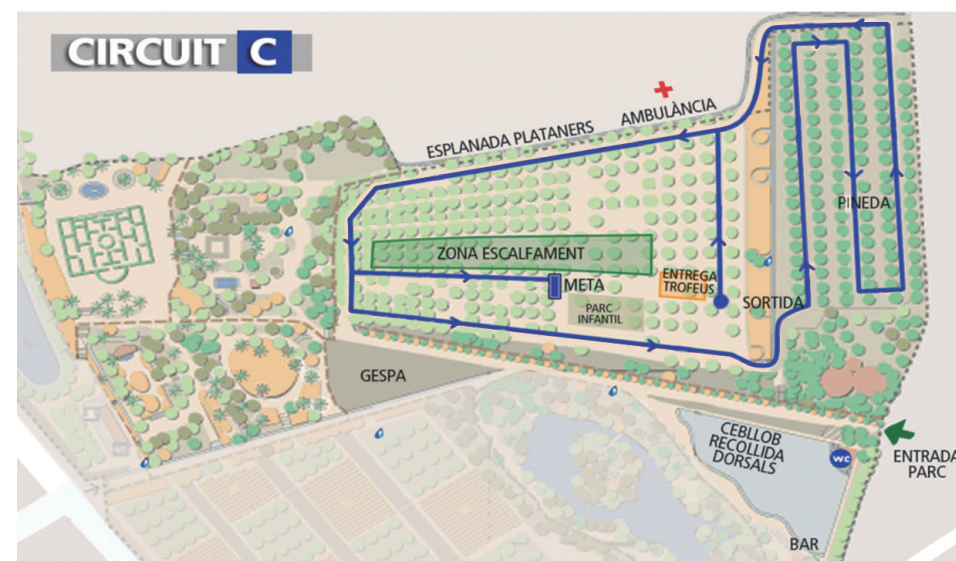 CIRCUIT C
ESPLANADA PLATANERS
AMBULÀNCIA
PINEDA
ZONA ESCALFAMENT
META
ENTREGA
TROFEUS
SORTIDA
PARC
INFANTIL
GESPA
CEBLLOB
RECOLLIDA
DORSALS
WC
ENTRADA
PARC
BAR